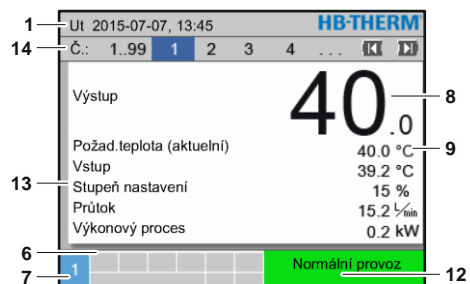 1 Ut 2015-07-07, 13:45 HB-THERM
14 Č.: 1..99 1 2 3 4 ...
Výstup 40.0 8
Požad.teplota (aktuelní) 40.0 °C 9
Vstup 39.2 °C
13 Stupeň nastavení 15 %
Průtok 15.2 L/min
Výkonový proces 0.2 kW
6
7 1 Normální provoz 12